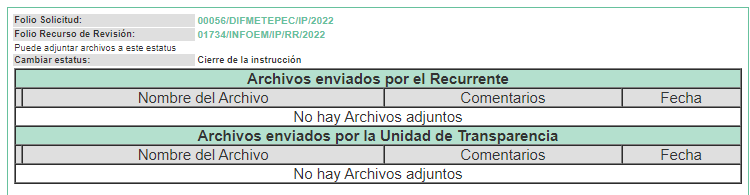 Folio Solicitud: 00056/DIFMETEPEC/IP/2022
Folio Recurso de Revisión: 01734/INFOEM/IP/RR/2022
Puede adjuntar archivos a este estatus
Cambiar estatus: Cierre de la instrucción
Archivos enviados por el Recurrente
Nombre del Archivo Comentarios Fecha
No hay Archivos adjuntos
Archivos enviados por la Unidad de Transparencia
Nombre del Archivo Comentarios Fecha
No hay Archivos adjuntos